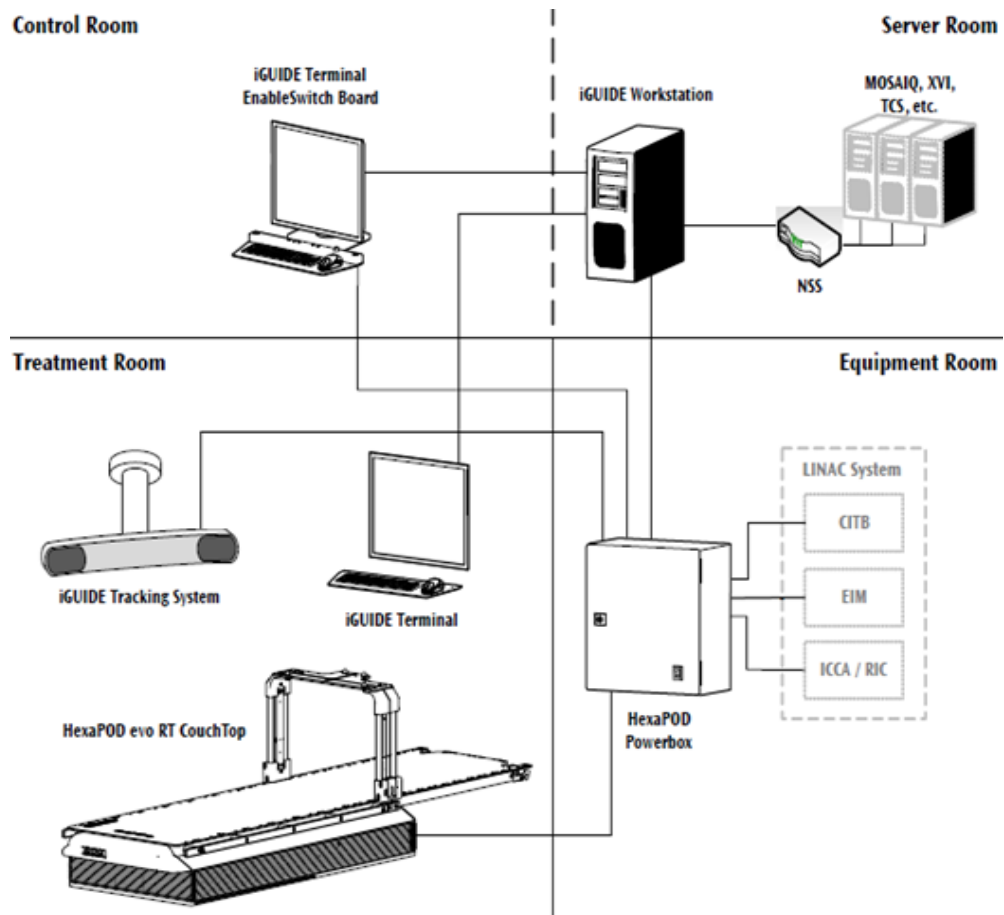 Control Room
Server Room
iGUIDE Terminal
EnableSwitch Board
iGUIDE Workstation
MOSAIQ, XVI,
TCS, etc.
NSS
Treatment Room
Equipment Room
LINAC System
CITB
EIM
ICCA / RIC
iGUIDE Tracking System
iGUIDE Terminal
HexaPOD
Powerbox
HexaPOD evo RT CouchTop